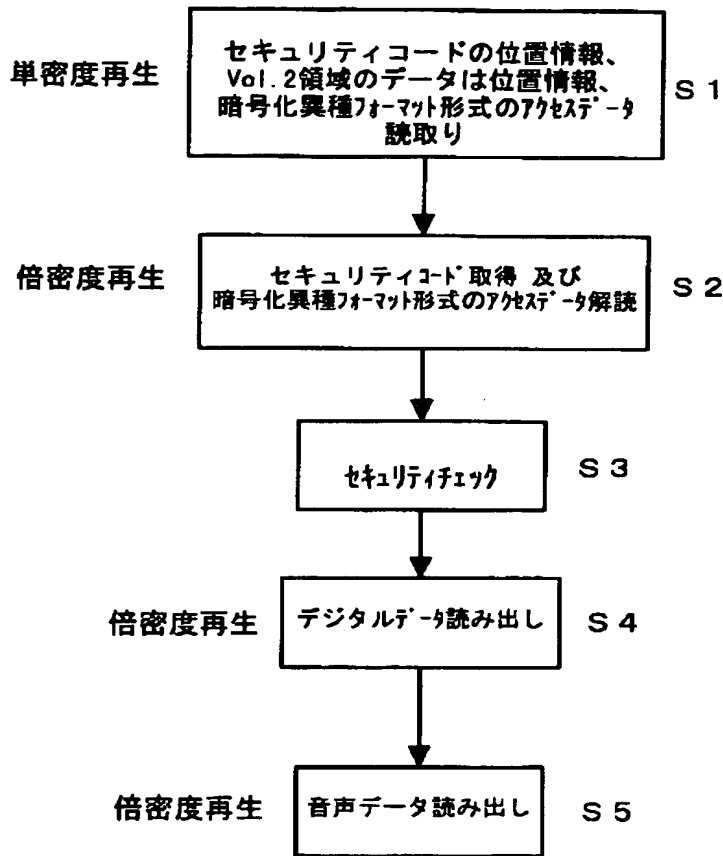 単密度再生
セキュリティコードの位置情報、
Vol.2領域のデータは位置情報、
暗号化異種ﾌｫｰﾏｯﾄ形式のｱｸｾｽﾃﾞｰﾀ
読取り
S1
倍密度再生
セキュリティｺｰﾄﾞ取得 及び
暗号化異種ﾌｫｰﾏｯﾄ形式のｱｸｾｽﾃﾞｰﾀ解読
S2
ｾｷｭﾘﾃｨﾁｪｯｸ
S3
倍密度再生
デジタルﾃﾞｰﾀ読み出し
S4
倍密度再生
音声データ読み出し
S5